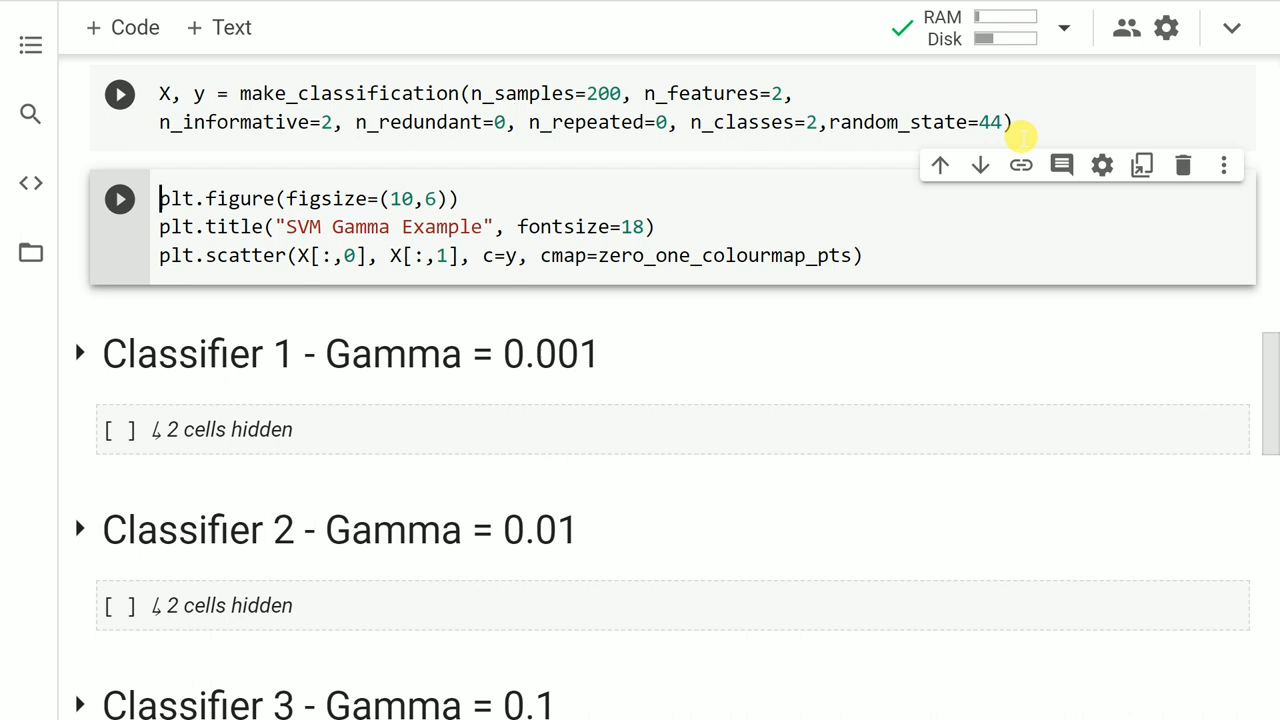 + Code + Text
RAM
Disk
X, y = make_classification(n_samples=200, n_features=2,
n_informative=2, n_redundant=0, n_repeated=0, n_classes=2,random_state=44)
plt.figure(figsize=(10,6))
plt.title("SVM Gamma Example", fontsize=18)
plt.scatter(X[:,0], X[:,1], c=y, cmap=zero_one_colourmap_pts)
Classifier 1 - Gamma = 0.001
[ ] ↳ 2 cells hidden
Classifier 2 - Gamma = 0.01
[ ] ↳ 2 cells hidden
Classifier 3 - Gamma = 0.1